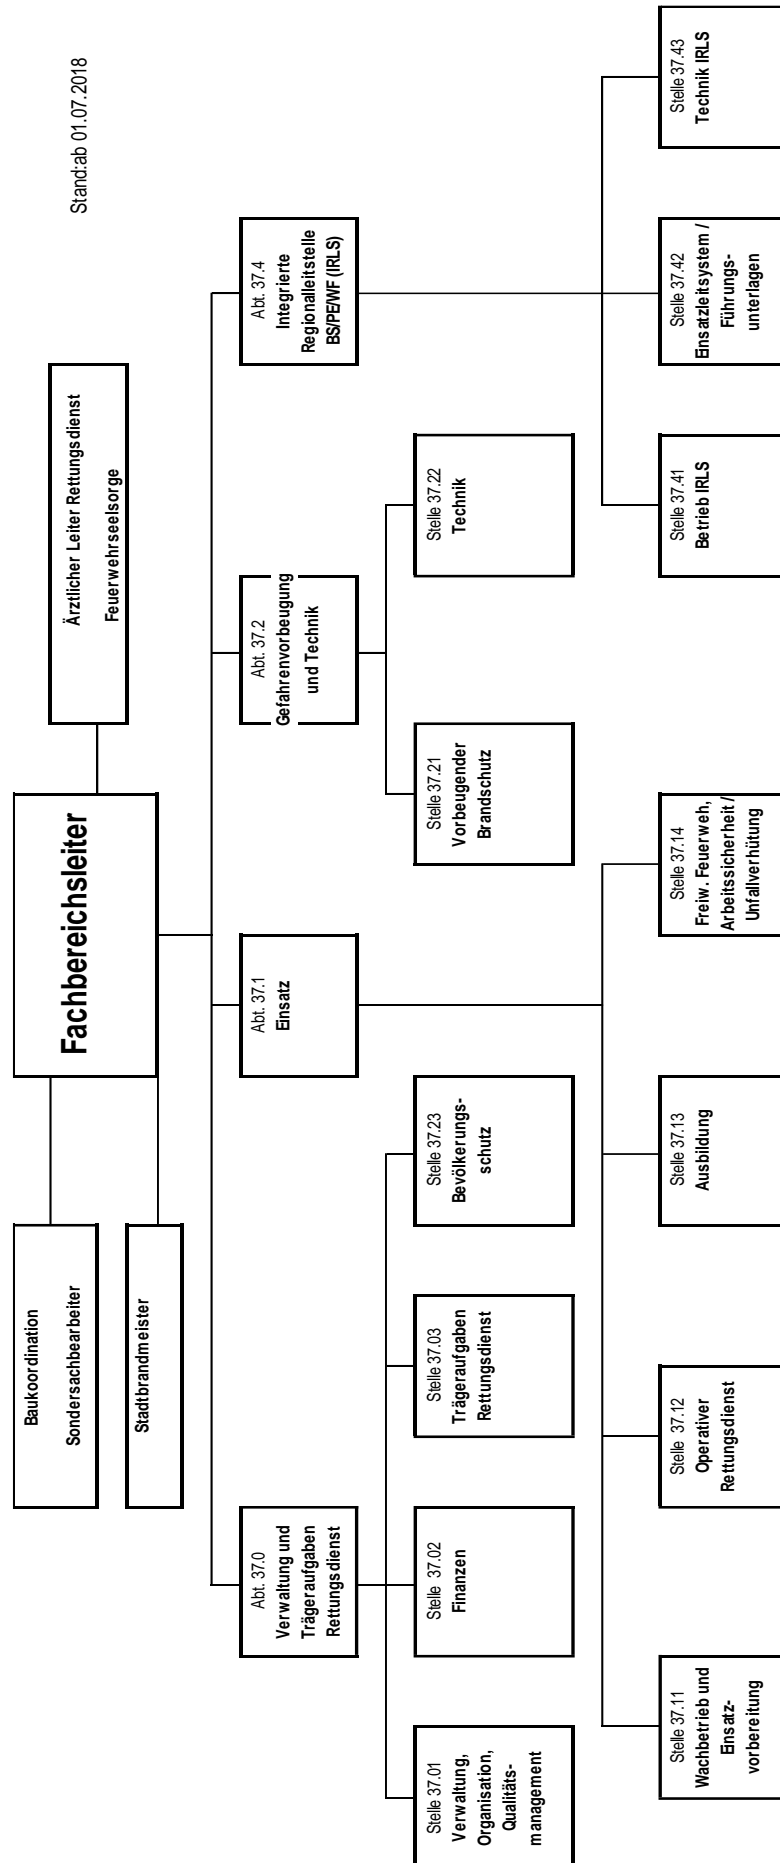 Stand:ab 01.07.2018
Fachbereichsleiter
Baukoordination
Sondersachbearbeiter
Stadtbrandmeister
Ärztlicher Leiter Rettungsdienst
Feuerwehrseelsorge
Abt. 37.0
Verwaltung und
Trägeraufgaben
Rettungsdienst
Abt. 37.1
Einsatz
Abt. 37.2
Gefahrenvorbeugung
und Technik
Abt. 37.4
Integrierte
Regionalleitstelle
BS/PE/WF (IRLS)
Stelle 37.01
Verwaltung,
Organisation,
Qualitäts-
management
Stelle 37.02
Finanzen
Stelle 37.03
Trägeraufgaben
Rettungsdienst
Stelle 37.23
Bevölkerungs-
schutz
Stelle 37.21
Vorbeugender
Brandschutz
Stelle 37.22
Technik
Stelle 37.11
Wachbetrieb und
Einsatz-
vorbereitung
Stelle 37.12
Operativer
Rettungsdienst
Stelle 37.13
Ausbildung
Stelle 37.14
Freiw. Feuerweh,
Arbeitssicherheit /
Unfallverhütung
Stelle 37.41
Betrieb IRLS
Stelle 37.42
Einsatzleitsystem /
Führungs-
unterlagen
Stelle 37.43
Technik IRLS